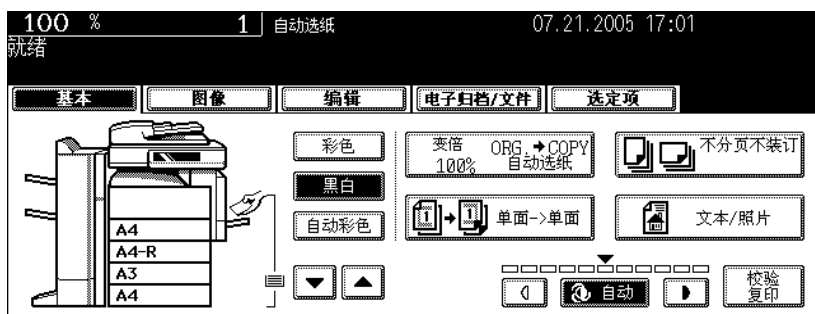 100 % 1 自动选纸 07.21.2005 17:01
就绪
基本 图像 编辑 电子归档/文件 选定项
彩色
黑白
自动彩色
变倍 ORG.➔COPY
100% 自动选纸
不分页不装订
1➔1 单面->单面
文本/照片
A4
A4-R
A3
A4
自动
校验
复印